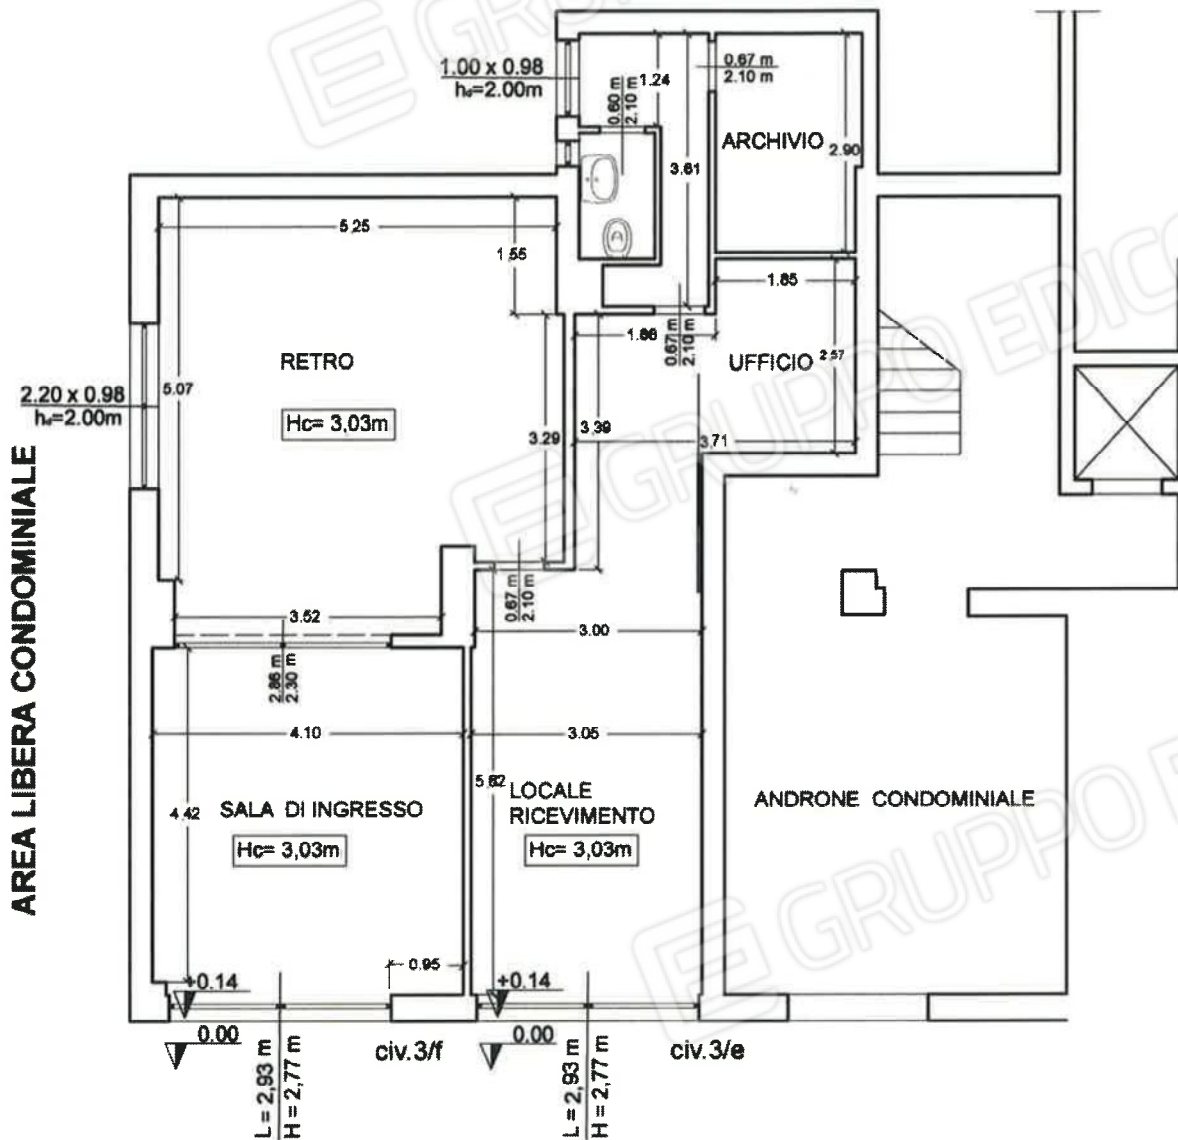 1.00 x 0.98
hd=2.00m
1.24
0.60 m
2.10 m
0.67 m
2.10 m
ARCHIVIO
2.90
3.61
5.25
1.55
1.85
1.86
0.67 m
2.10 m
RETRO
UFFICIO
2.57
2.20 x 0.98
hd=2.00m
5.07
Hc= 3,03m
3.29
3.39
3.71
AREA LIBERA CONDOMINIALE
0.67 m
2.10 m
3.52
3.00
2.86 m
2.30 m
4.10
3.05
4.42
5.82
SALA DI INGRESSO
Hc= 3,03m
LOCALE
RICEVIMENTO
Hc= 3,03m
ANDRONE CONDOMINIALE
0.95
+0.14
+0.14
0.00
0.00
civ.3/f
civ.3/e
L = 2,93 m
H = 2,77 m
L = 2,93 m
H = 2,77 m
GRUPPO EDICO
GRUPPO E